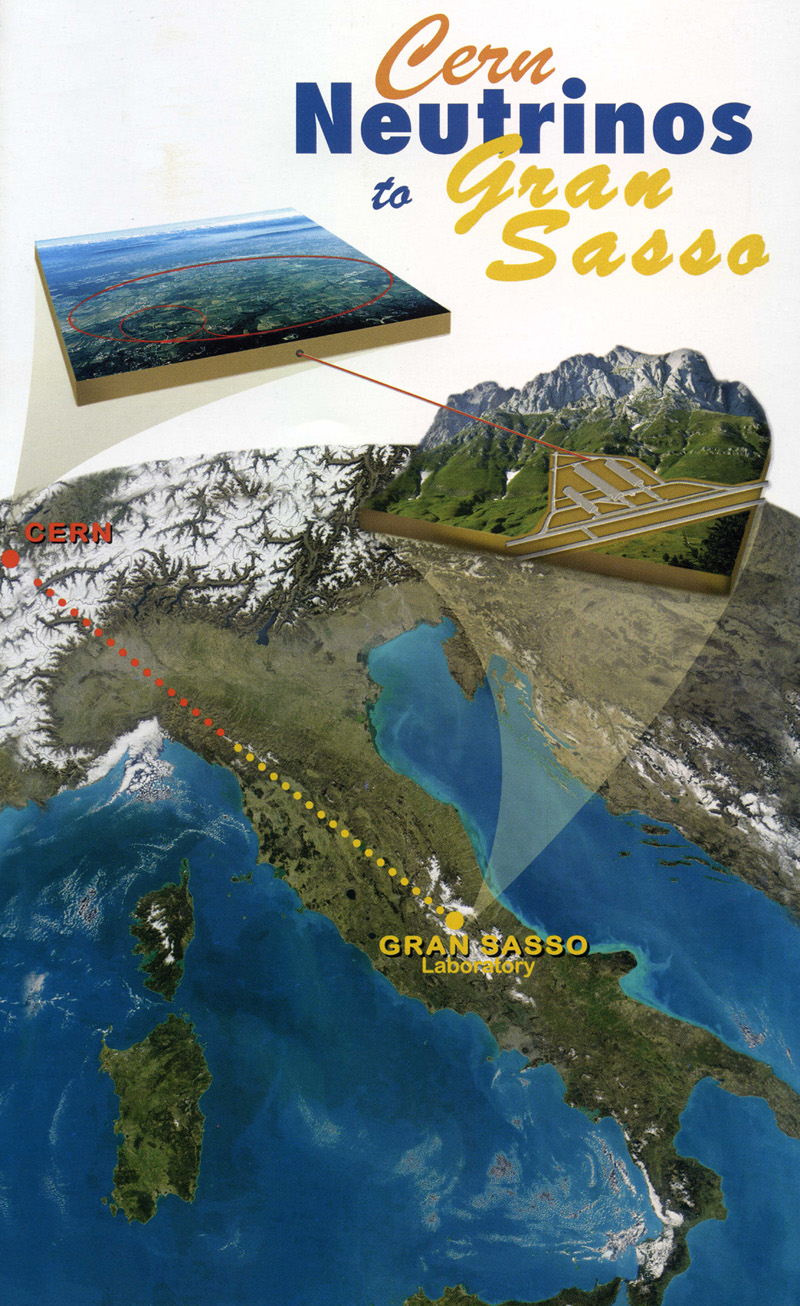 Cern
Neutrinos
to Gran
Sasso
CERN
GRAN SASSO
Laboratory